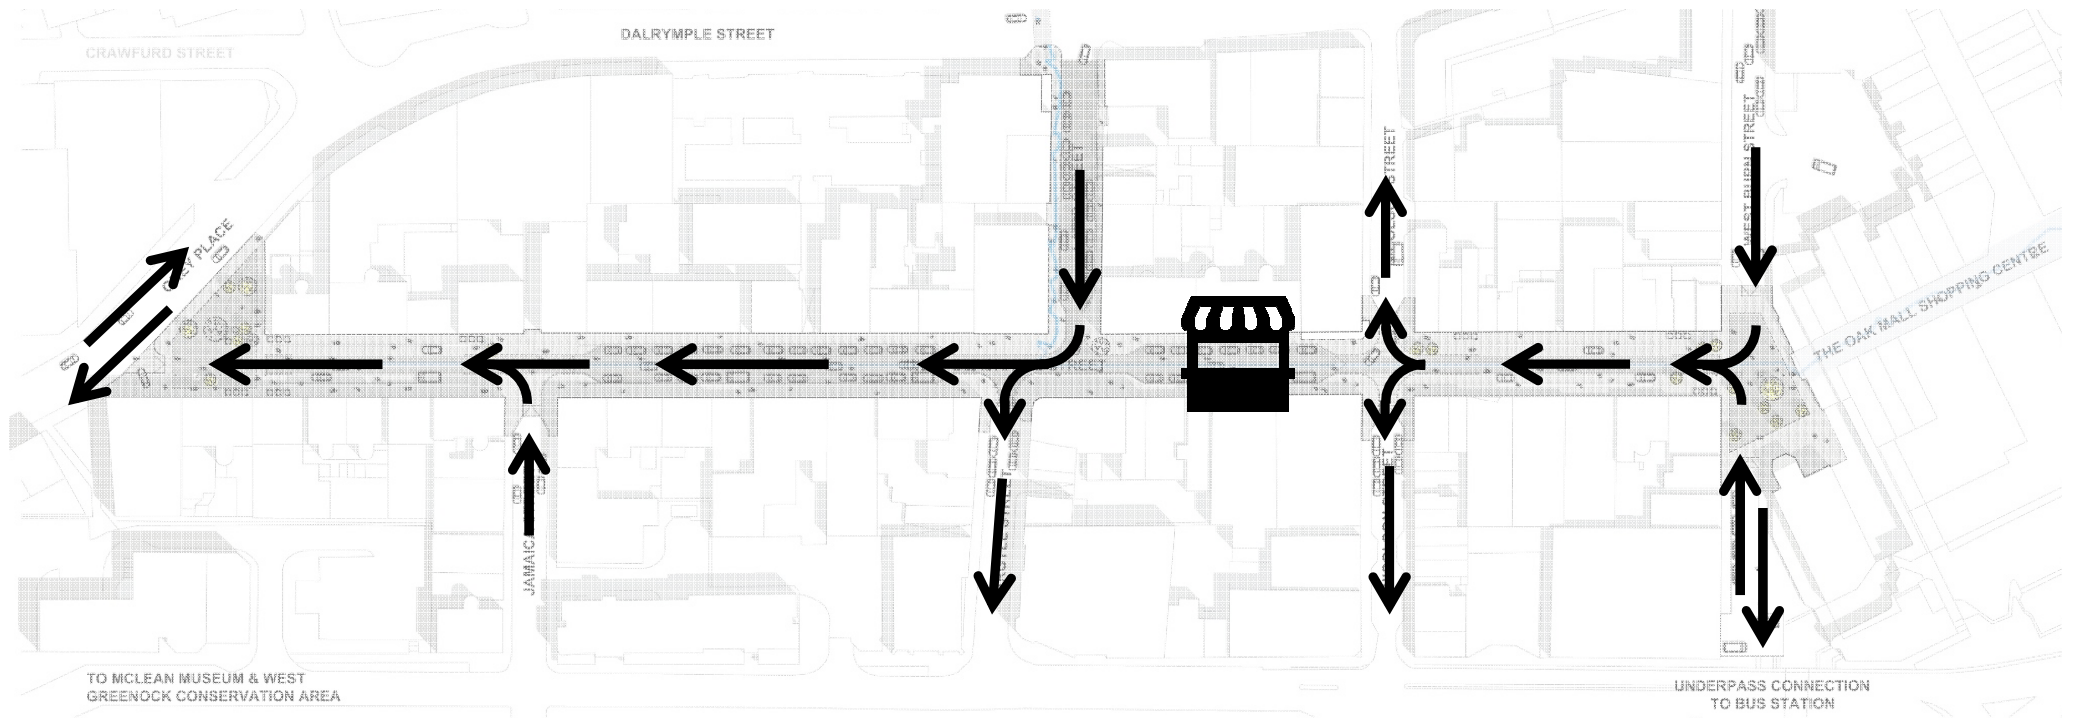 DALRYMPLE STREET
CRAWFURD STREET
STREET
WEST BURN STREET
PLACE
THE OAK MALL SHOPPING CENTRE
JAMAICA
TO MCLEAN MUSEUM & WEST
GREENOCK CONSERVATION AREA
UNDERPASS CONNECTION
TO BUS STATION